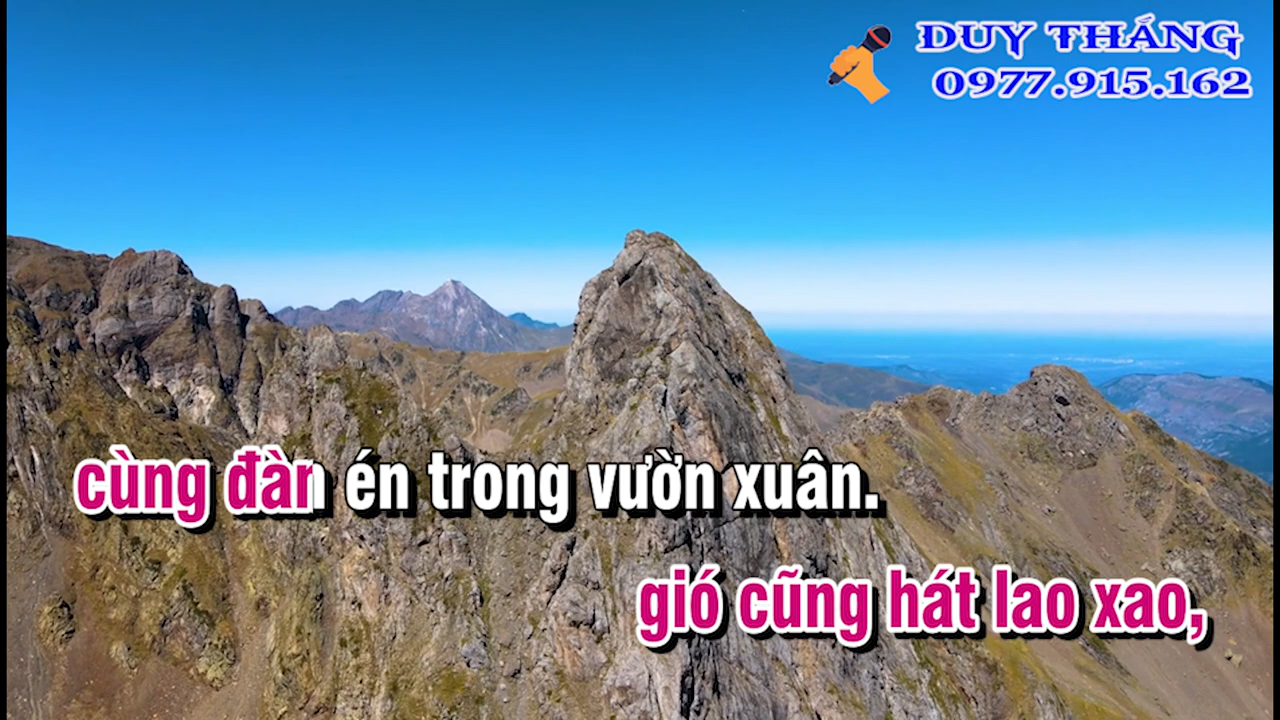 DUY THẮNG
0977.915.162
cùng đàn én trong vườn xuân.
gió cũng hát lao xao,